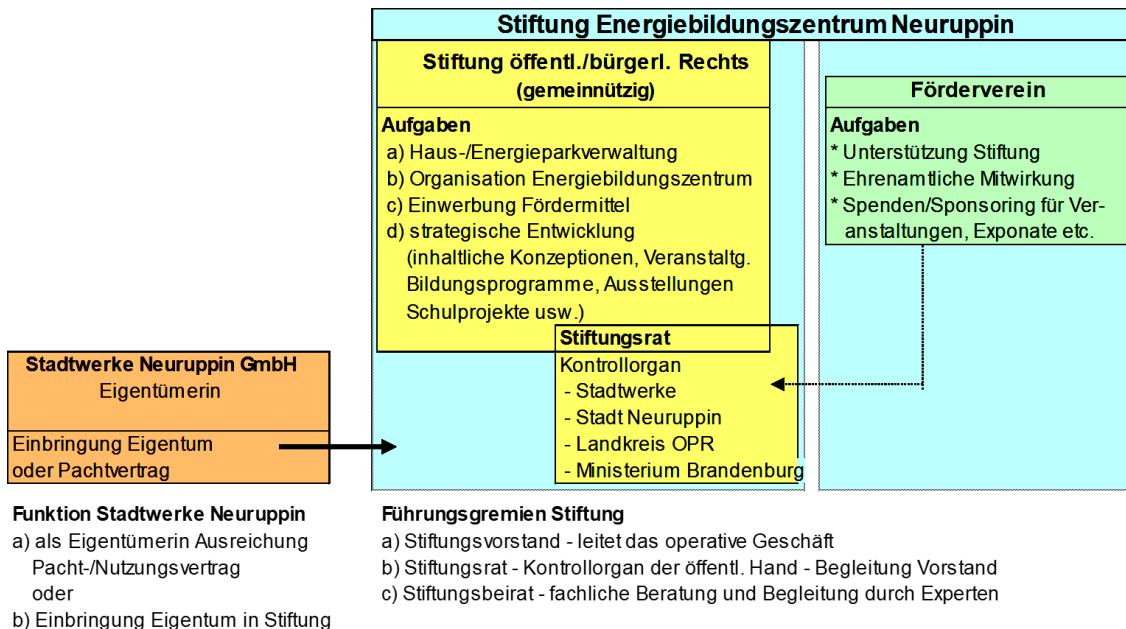 Stiftung Energiebildungszentrum Neuruppin
Stiftung öffentl./bürgerl. Rechts
(gemeinnützig)
Aufgaben
a) Haus-/Energieparkverwaltung
b) Organisation Energiebildungszentrum
c) Einwerbung Fördermittel
d) strategische Entwicklung
(inhaltliche Konzeptionen, Veranstaltg.
Bildungsprogramme, Ausstellungen
Schulprojekte usw.)
Stiftungsrat
Kontrollorgan
- Stadtwerke
- Stadt Neuruppin
- Landkreis OPR
- Ministerium Brandenburg
Förderverein
Aufgaben
* Unterstützung Stiftung
* Ehrenamtliche Mitwirkung
* Spenden/Sponsoring für Ver-
anstaltungen, Exponate etc.
Stadtwerke Neuruppin GmbH
Eigentümerin
Einbringung Eigentum
oder Pachtvertrag
Funktion Stadtwerke Neuruppin
a) als Eigentümerin Ausreichung
Pacht-/Nutzungsvertrag
oder
b) Einbringung Eigentum in Stiftung
Führungsgremien Stiftung
a) Stiftungsvorstand - leitet das operative Geschäft
b) Stiftungsrat - Kontrollorgan der öffentl. Hand - Begleitung Vorstand
c) Stiftungsbeirat - fachliche Beratung und Begleitung durch Experten